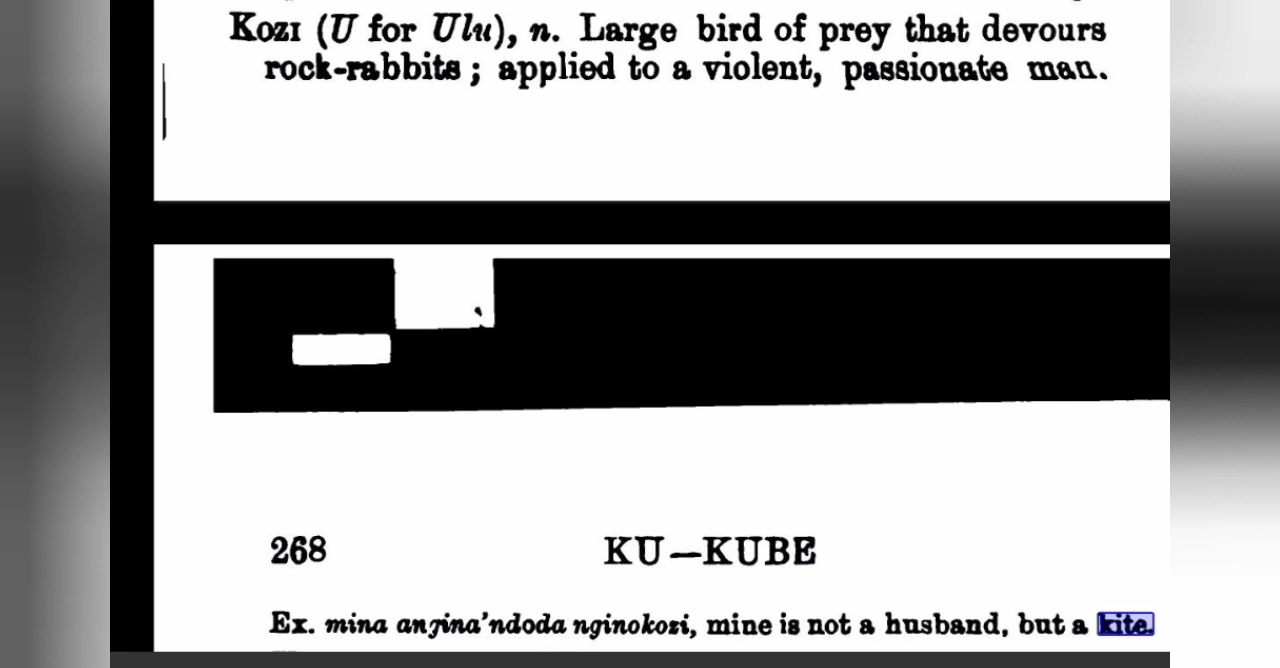 Kozi (U for Ulu), n. Large bird of prey that devours
rock-rabbits; applied to a violent, passionate man.
268
KU—KUBE
Ex. mina angina'ndoda nginokozi, mine is not a husband, but a kite.